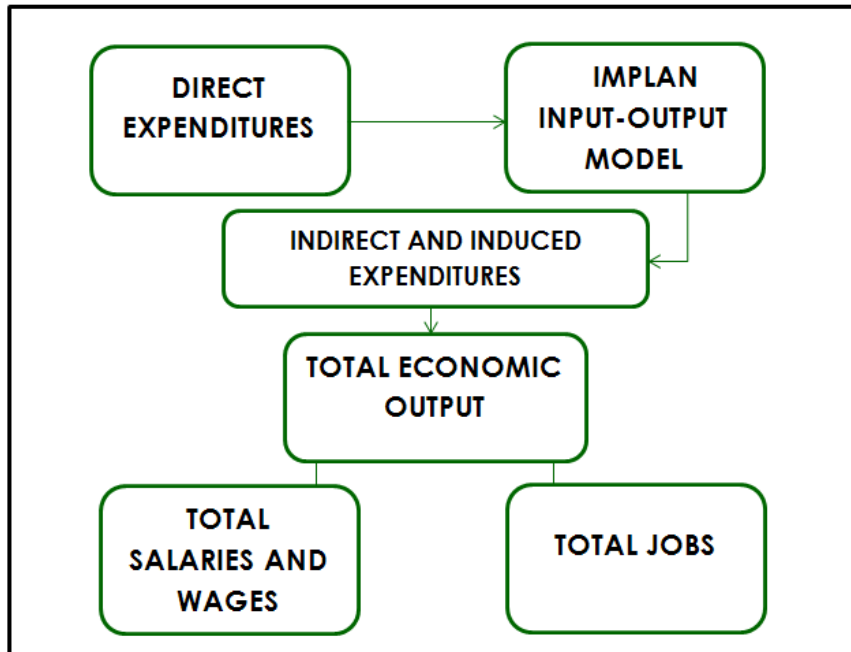 DIRECT
EXPENDITURES
IMPLAN
INPUT-OUTPUT
MODEL
INDIRECT AND INDUCED
EXPENDITURES
TOTAL ECONOMIC
OUTPUT
TOTAL
SALARIES AND
WAGES
TOTAL JOBS